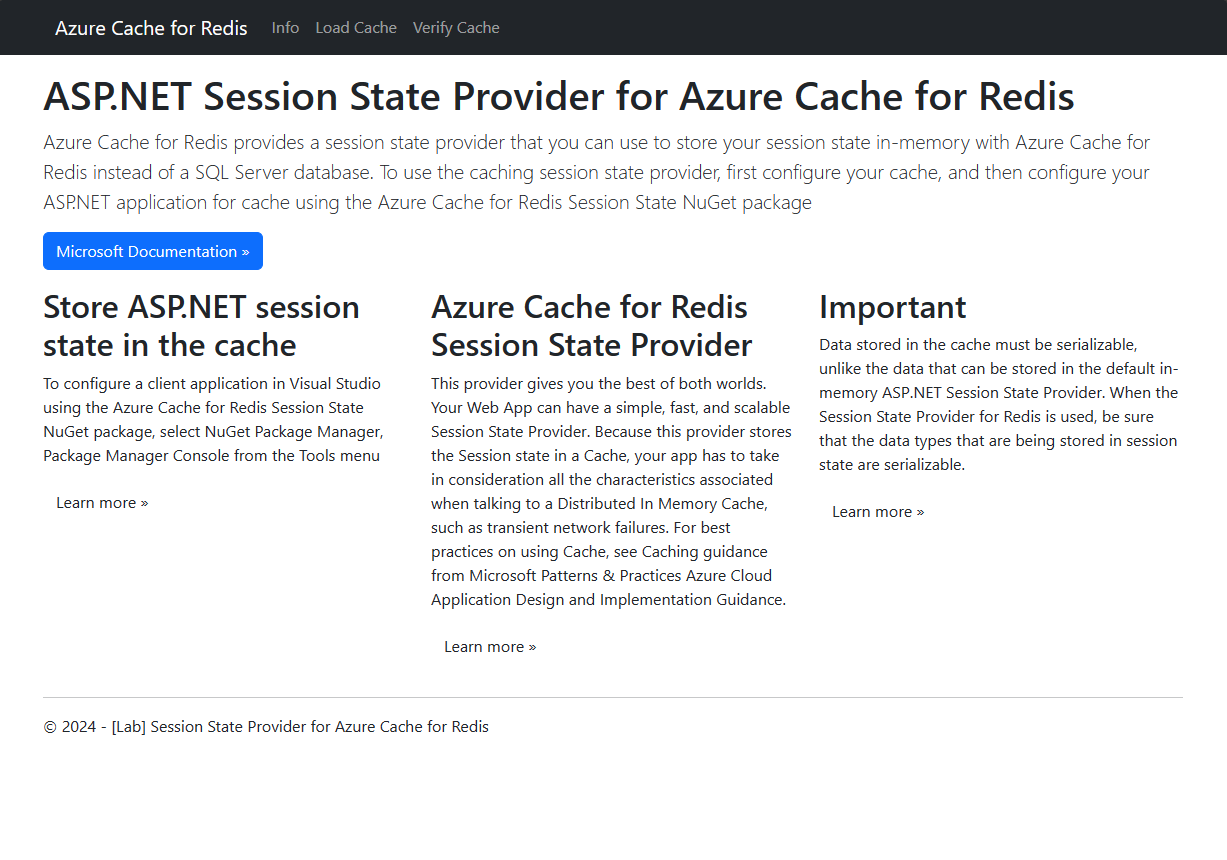 Azure Cache for Redis Info Load Cache Verify Cache
ASP.NET Session State Provider for Azure Cache for Redis
Azure Cache for Redis provides a session state provider that you can use to store your session state in-memory with Azure Cache for
Redis instead of a SQL Server database. To use the caching session state provider, first configure your cache, and then configure your
ASP.NET application for cache using the Azure Cache for Redis Session State NuGet package
Microsoft Documentation »
Store ASP.NET session
state in the cache
To configure a client application in Visual Studio
using the Azure Cache for Redis Session State
NuGet package, select NuGet Package Manager,
Package Manager Console from the Tools menu
Learn more »
Azure Cache for Redis
Session State Provider
This provider gives you the best of both worlds.
Your Web App can have a simple, fast, and scalable
Session State Provider. Because this provider stores
the Session state in a Cache, your app has to take
in consideration all the characteristics associated
when talking to a Distributed In Memory Cache,
such as transient network failures. For best
practices on using Cache, see Caching guidance
from Microsoft Patterns & Practices Azure Cloud
Application Design and Implementation Guidance.
Learn more »
Important
Data stored in the cache must be serializable,
unlike the data that can be stored in the default in-
memory ASP.NET Session State Provider. When the
Session State Provider for Redis is used, be sure
that the data types that are being stored in session
state are serializable.
Learn more »
© 2024 - [Lab] Session State Provider for Azure Cache for Redis